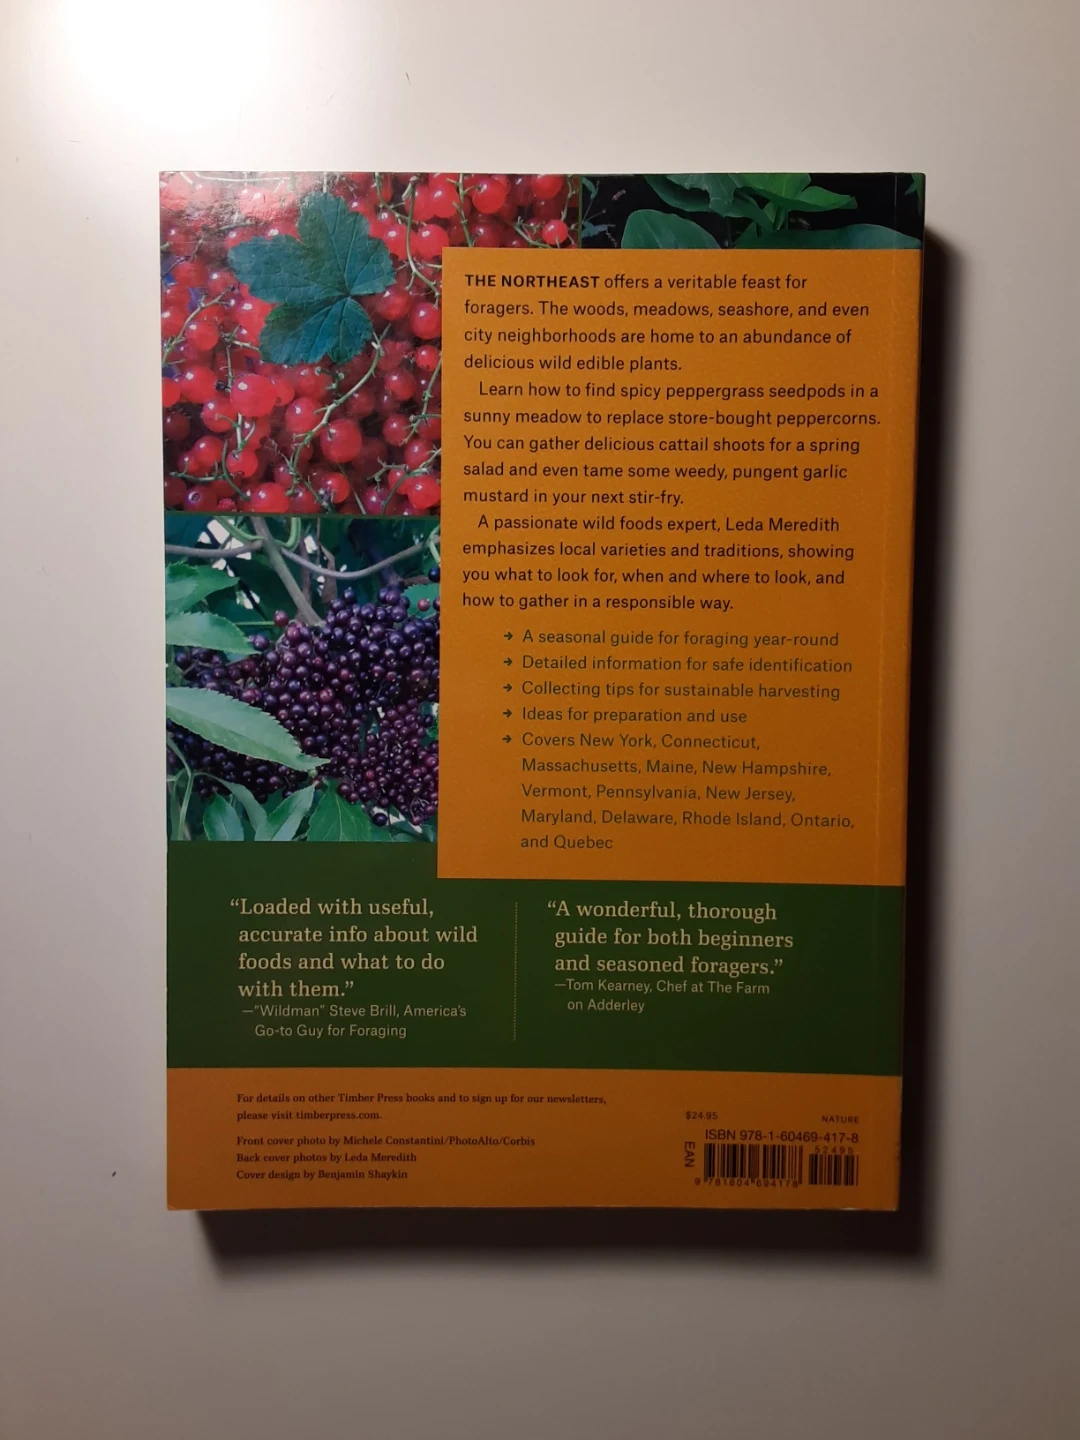 THE NORTHEAST offers a veritable feast for
foragers. The woods, meadows, seashore, and even
city neighborhoods are home to an abundance of
delicious wild edible plants.
Learn how to find spicy peppergrass seedpods in a
sunny meadow to replace store-bought peppercorns.
You can gather delicious cattail shoots for a spring
salad and even tame some weedy, pungent garlic
mustard in your next stir-fry.
A passionate wild foods expert, Leda Meredith
emphasizes local varieties and traditions, showing
you what to look for, when and where to look, and
how to gather in a responsible way.
→ A seasonal guide for foraging year-round
→ Detailed information for safe identification
→ Collecting tips for sustainable harvesting
→ Ideas for preparation and use
→ Covers New York, Connecticut,
Massachusetts, Maine, New Hampshire,
Vermont, Pennsylvania, New Jersey,
Maryland, Delaware, Rhode Island, Ontario,
and Quebec
“Loaded with useful,
accurate info about wild
foods and what to do
with them.”
—“Wildman” Steve Brill, America’s
Go-to Guy for Foraging
“A wonderful, thorough
guide for both beginners
and seasoned foragers.”
—Tom Kearney, Chef at The Farm
on Adderley
For details on other Timber Press books and to sign up for our newsletters,
please visit timberpress.com.
Front cover photo by Michele Constantini/PhotoAlto/Corbis
Back cover photos by Leda Meredith
Cover design by Benjamin Shaykin
$24.95
NATURE
ISBN 978-1-60469-417-8
52495
EAN
9 781604 694178